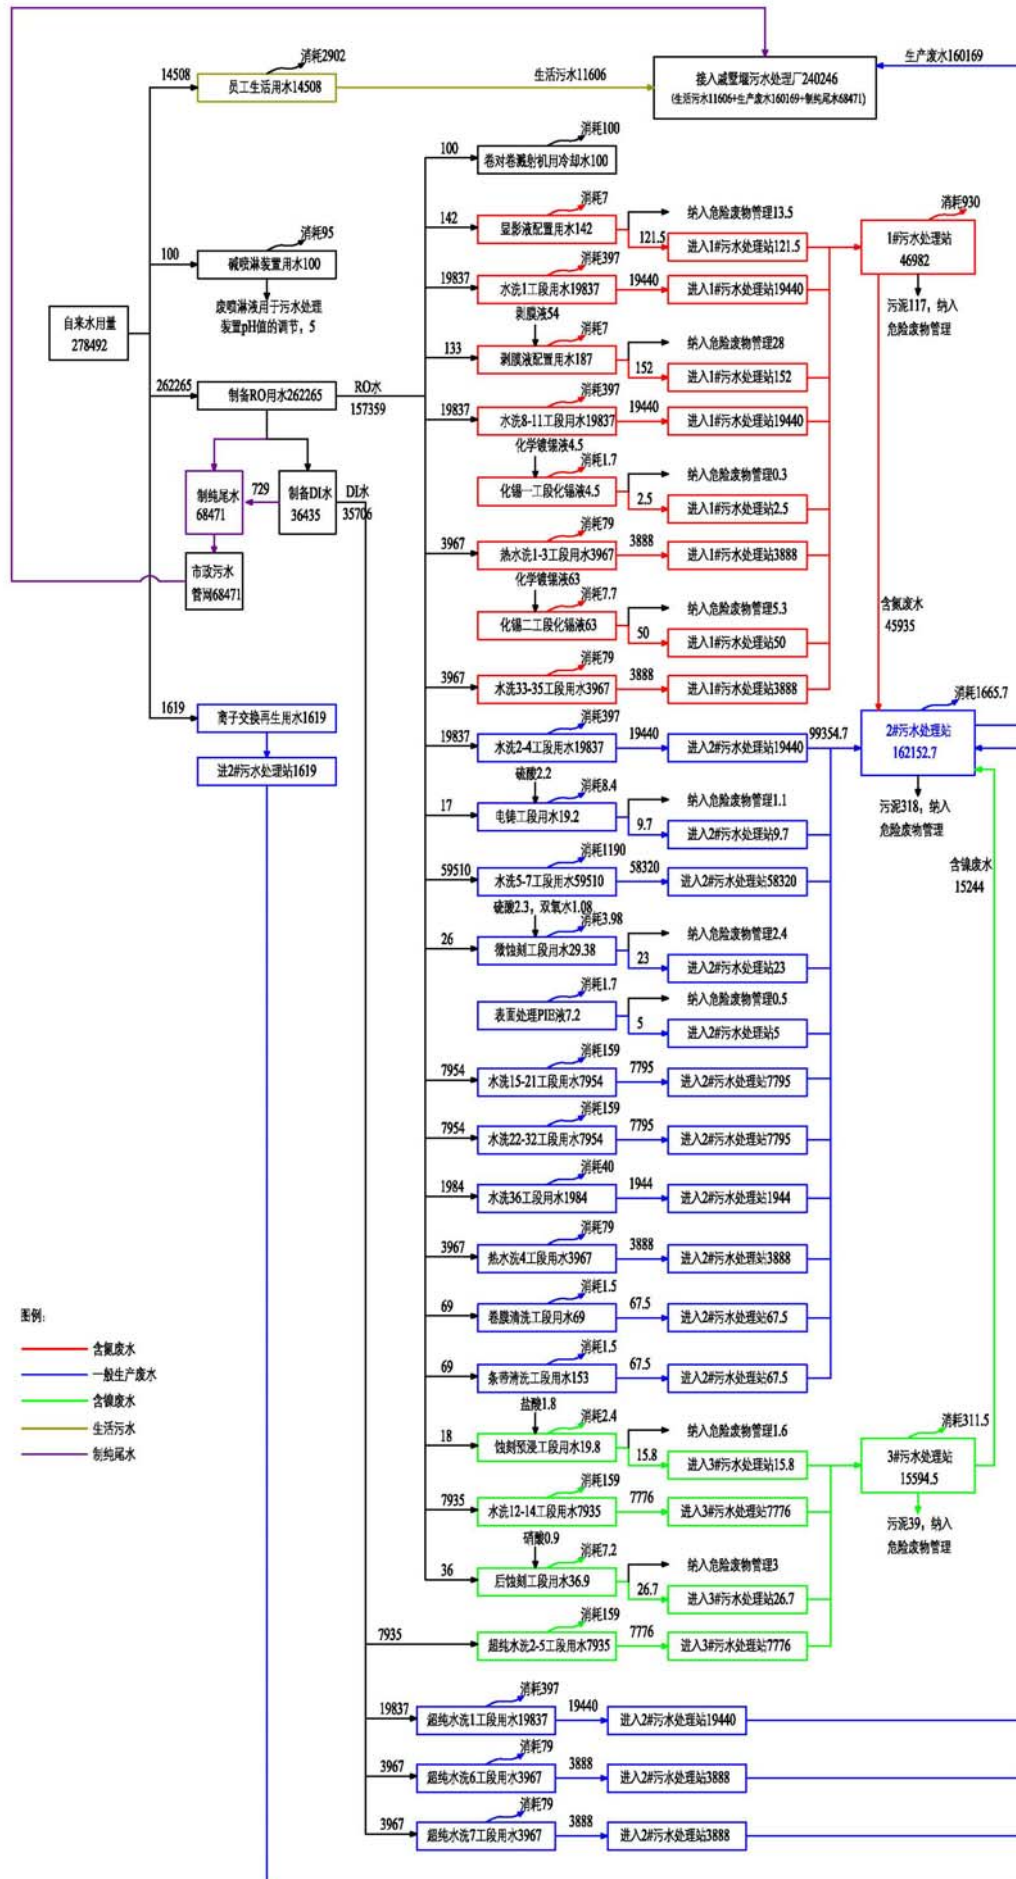 生产废水160169
14508
消耗2902
员工生活用水14508
生活污水11606
接入戚墅堰污水处理厂240246
(生活污水11606+生产废水160169+制纯尾水68471)
100
消耗100
卷对卷溅射机用冷却水100
142
消耗7
显影液配置用水142
纳入危险废物管理13.5
121.5
进入1#污水处理站121.5
消耗930
1#污水处理站
46982
污泥117,纳入
危险废物管理
100
消耗95
碱喷淋装置用水100
废喷淋液用于污水处理
装置pH值的调节,5
19837
消耗397
水洗1工段用水19837
19440
进入1#污水处理站19440
自来水用量
278492
剥膜液54
133
消耗7
剥膜液配置用水187
纳入危险废物管理28
152
进入1#污水处理站152
262265
制备RO用水262265
RO水
157359
19837
消耗397
水洗8-11工段用水19837
19440
进入1#污水处理站19440
化学镀锡液4.5
消耗1.7
化锡一工段化锡液4.5
纳入危险废物管理0.3
2.5
进入1#污水处理站2.5
制纯尾水
68471
729
制备DI水
36435
DI水
35706
3967
消耗79
热水洗1-3工段用水3967
3888
进入1#污水处理站3888
市政污水
管网68471
化学镀锡液63
消耗7.7
化锡二工段化锡液63
纳入危险废物管理5.3
50
进入1#污水处理站50
含氮废水
45935
3967
消耗79
水洗33-35工段用水3967
3888
进入1#污水处理站3888
1619
离子交换再生用水1619
进2#污水处理站1619
19837
消耗397
水洗2-4工段用水19837
19440
进入2#污水处理站19440
99354.7
消耗1665.7
2#污水处理站
162152.7
污泥318,纳入
危险废物管理
硫酸2.2
17
消耗8.4
电铸工段用水19.2
纳入危险废物管理1.1
9.7
进入2#污水处理站9.7
59510
消耗1190
水洗5-7工段用水59510
58320
进入2#污水处理站58320
含镍废水
15244
硫酸2.3,双氧水1.08
26
消耗3.98
微蚀刻工段用水29.38
纳入危险废物管理2.4
23
进入2#污水处理站23
消耗1.7
表面处理PIE液7.2
纳入危险废物管理0.5
5
进入2#污水处理站5
7954
消耗159
水洗15-21工段用水7954
7795
进入2#污水处理站7795
7954
消耗159
水洗22-32工段用水7954
7795
进入2#污水处理站7795
1984
消耗40
水洗36工段用水1984
1944
进入2#污水处理站1944
3967
消耗79
热水洗4工段用水3967
3888
进入2#污水处理站3888
69
消耗1.5
卷膜清洗工段用水69
67.5
进入2#污水处理站67.5
69
消耗1.5
条带清洗工段用水153
67.5
进入2#污水处理站67.5
图例:
含氮废水
一般生产废水
含镍废水
生活污水
制纯尾水
盐酸1.8
18
消耗2.4
蚀刻预浸工段用水19.8
纳入危险废物管理1.6
15.8
进入3#污水处理站15.8
消耗311.5
3#污水处理站
15594.5
污泥39,纳入
危险废物管理
7935
消耗159
水洗12-14工段用水7935
7776
进入3#污水处理站7776
硝酸0.9
36
消耗7.2
后蚀刻工段用水36.9
纳入危险废物管理3
26.7
进入3#污水处理站26.7
7935
消耗159
超纯水洗2-5工段用水7935
7776
进入3#污水处理站7776
19837
消耗397
超纯水洗1工段用水19837
19440
进入2#污水处理站19440
3967
消耗79
超纯水洗6工段用水3967
3888
进入2#污水处理站3888
3967
消耗79
超纯水洗7工段用水3967
3888
进入2#污水处理站3888